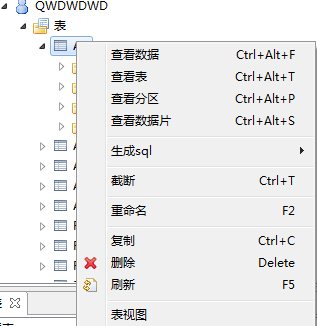 QWDWDWD
表
A
查看数据 Ctrl+Alt+F
查看表 Ctrl+Alt+T
查看分区 Ctrl+Alt+P
查看数据片 Ctrl+Alt+S
生成sql
截断 Ctrl+T
重命名 F2
复制 Ctrl+C
删除 Delete
刷新 F5
表视图